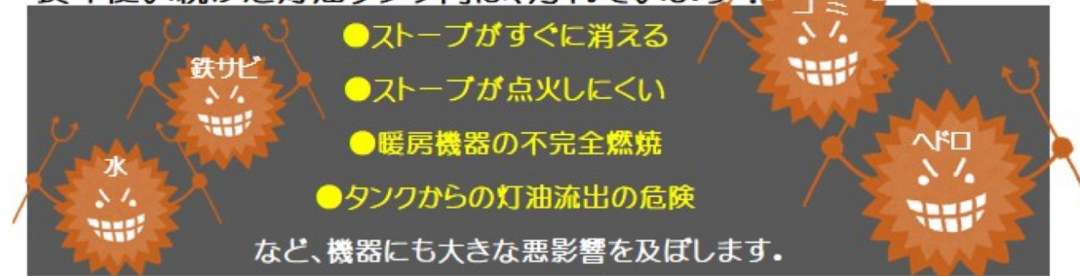 ゴミ
●ストーブがすぐに消える
鉄サビ
●ストーブが点火しにくい
●暖房機器の不完全燃焼
ヘドロ
水
●タンクからの灯油流出の危険
など、機器にも大きな悪影響を及ぼします。